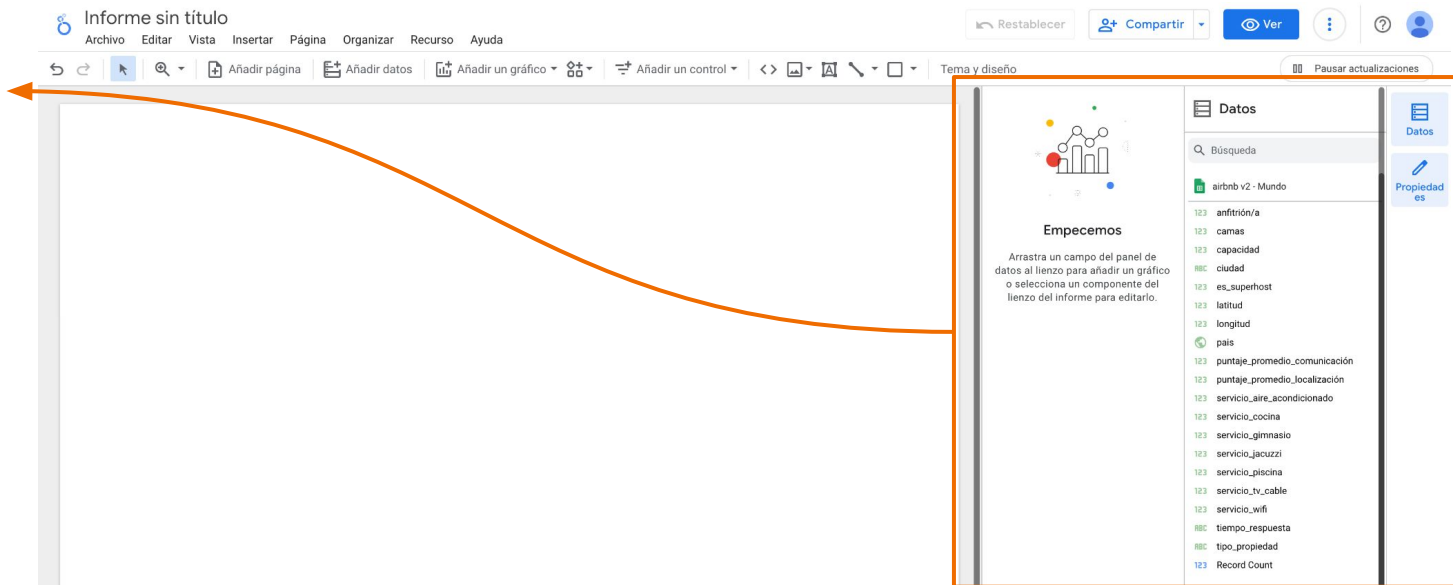 Informe sin título
Archivo Editar Vista Insertar Página Organizar Recurso Ayuda
Restablecer
Compartir
Ver
Añadir página
Añadir datos
Añadir un gráfico
Añadir un control
Tema y diseño
Pausar actualizaciones
Empecemos
Arrastra un campo del panel de
datos al lienzo para añadir un gráfico
o selecciona un componente del
lienzo del informe para editarlo.
Datos
Búsqueda
airbnb v2 - Mundo
123 anfitrión/a
123 camas
123 capacidad
ABC ciudad
123 es_superhost
123 latitud
123 longitud
pais
123 puntaje_promedio_comunicación
123 puntaje_promedio_localización
123 servicio_aire_acondicionado
123 servicio_cocina
123 servicio_gimnasio
123 servicio_jacuzzi
123 servicio_piscina
123 servicio_tv_cable
123 servicio_wifi
ABC tiempo_respuesta
ABC tipo_propiedad
123 Record Count
Datos
Propiedad
es